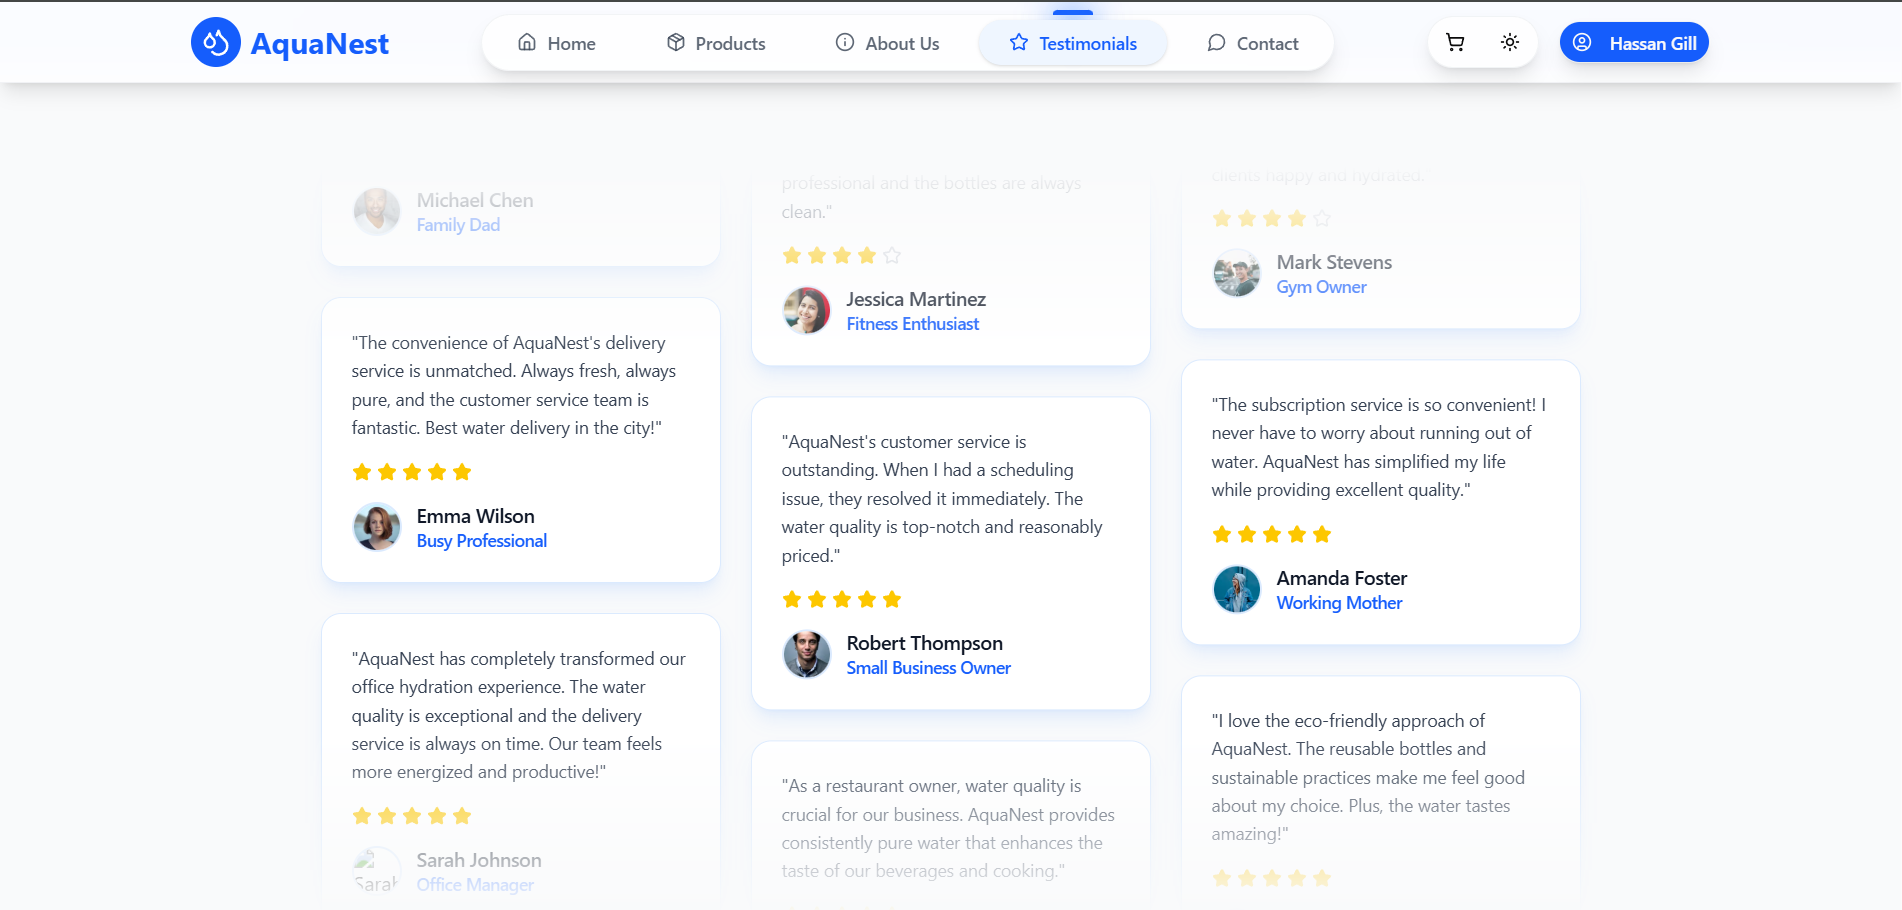 AquaNest
Home
Products
About Us
Testimonials
Contact
Hassan Gill
Michael Chen
Family Dad
"The convenience of AquaNest's delivery
service is unmatched. Always fresh, always
pure, and the customer service team is
fantastic. Best water delivery in the city!"
Emma Wilson
Busy Professional
"AquaNest has completely transformed our
office hydration experience. The water
quality is exceptional and the delivery
service is always on time. Our team feels
more energized and productive!"
Sarah
Sarah Johnson
Office Manager
professional and the bottles are always
clean."
Jessica Martinez
Fitness Enthusiast
"AquaNest's customer service is
outstanding. When I had a scheduling
issue, they resolved it immediately. The
water quality is top-notch and reasonably
priced."
Robert Thompson
Small Business Owner
"As a restaurant owner, water quality is
crucial for our business. AquaNest provides
consistently pure water that enhances the
taste of our beverages and cooking."
clients happy and hydrated."
Mark Stevens
Gym Owner
"The subscription service is so convenient! I
never have to worry about running out of
water. AquaNest has simplified my life
while providing excellent quality."
Amanda Foster
Working Mother
"I love the eco-friendly approach of
AquaNest. The reusable bottles and
sustainable practices make me feel good
about my choice. Plus, the water tastes
amazing!"